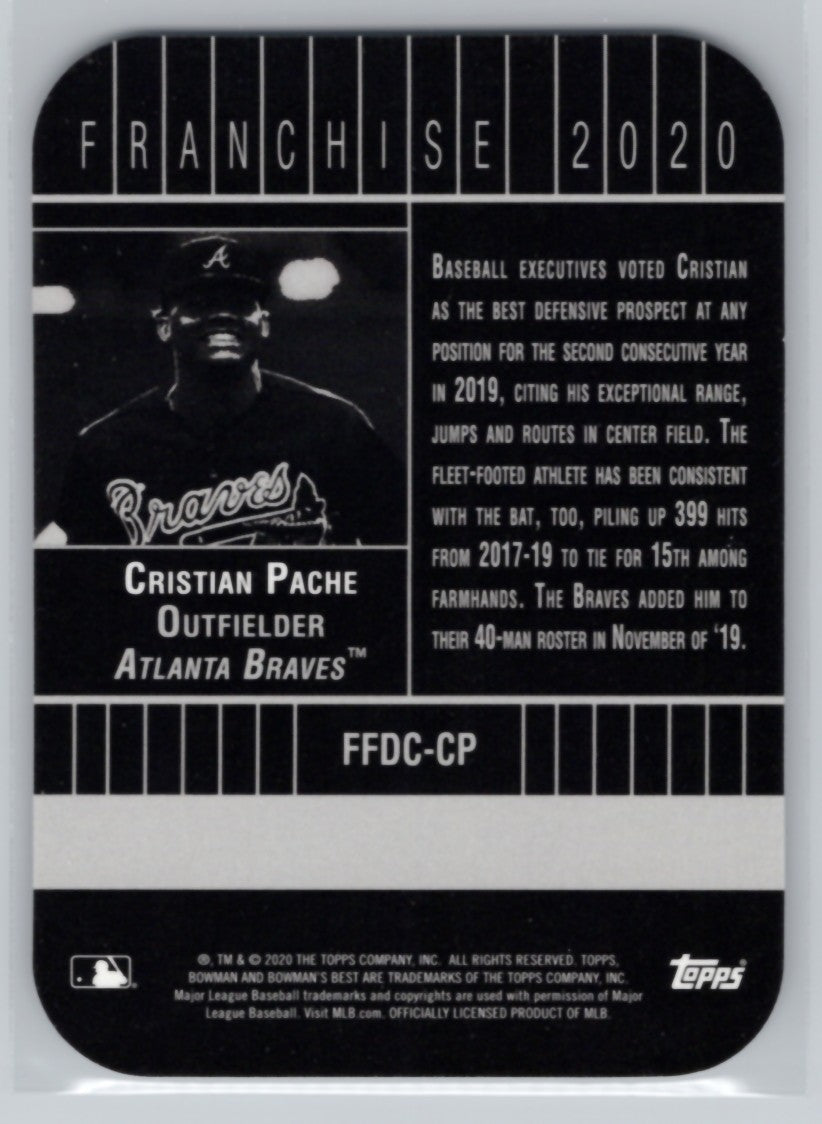 FRANCHISE 2020
A
Braves
BASEBALL EXECUTIVES VOTED CRISTIAN
AS THE BEST DEFENSIVE PROSPECT AT ANY
POSITION FOR THE SECOND CONSECUTIVE YEAR
IN 2019, CITING HIS EXCEPTIONAL RANGE,
JUMPS AND ROUTES IN CENTER FIELD. THE
FLEET-FOOTED ATHLETE HAS BEEN CONSISTENT
WITH THE BAT, TOO, PILING UP 399 HITS
FROM 2017-19 TO TIE FOR 15TH AMONG
FARMHANDS. THE BRAVES ADDED HIM TO
THEIR 40-MAN ROSTER IN NOVEMBER OF '19.
CRISTIAN PACHE
OUTFIELDER
ATLANTA BRAVES™
FFDC-CP
®, TM & © 2020 THE TOPPS COMPANY, INC. ALL RIGHTS RESERVED. TOPPS,
BOWMAN AND BOWMAN'S BEST ARE TRADEMARKS OF THE TOPPS COMPANY, INC.
Major League Baseball trademarks and copyrights are used with permission of Major
League Baseball. Visit MLB.com. OFFICIALLY LICENSED PRODUCT OF MLB.
TOPPS®